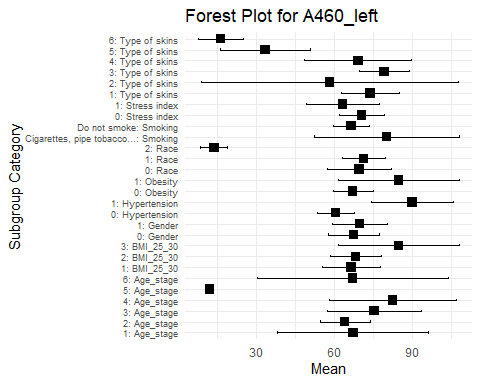 Forest Plot for A460_left
Subgroup Category
6: Type of skins
5: Type of skins
4: Type of skins
3: Type of skins
2: Type of skins
1: Type of skins
1: Stress index
0: Stress index
Do not smoke: Smoking
Cigarettes, pipe tobacco...: Smoking
2: Race
1: Race
0: Race
1: Obesity
0: Obesity
1: Hypertension
0: Hypertension
1: Gender
0: Gender
3: BMI_25_30
2: BMI_25_30
1: BMI_25_30
6: Age_stage
5: Age_stage
4: Age_stage
3: Age_stage
2: Age_stage
1: Age_stage
30 60 90
Mean